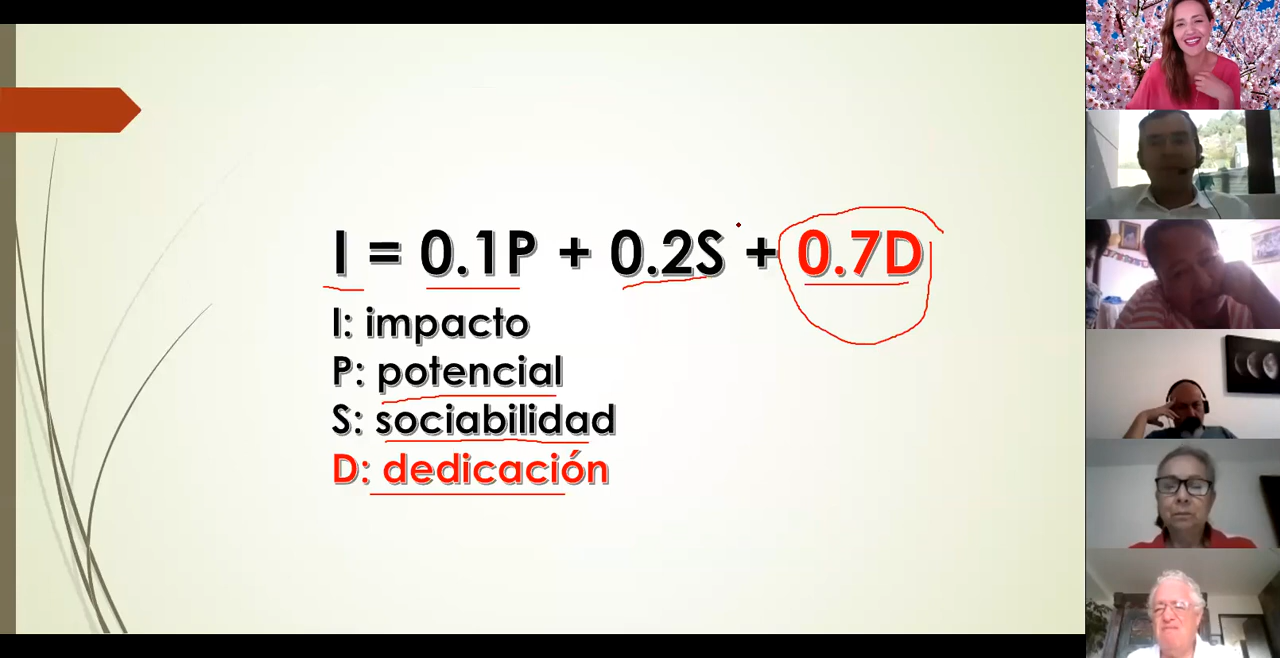 I = 0.1P + 0.2S + 0.7D
I: impacto
P: potencial
S: sociabilidad
D: dedicación